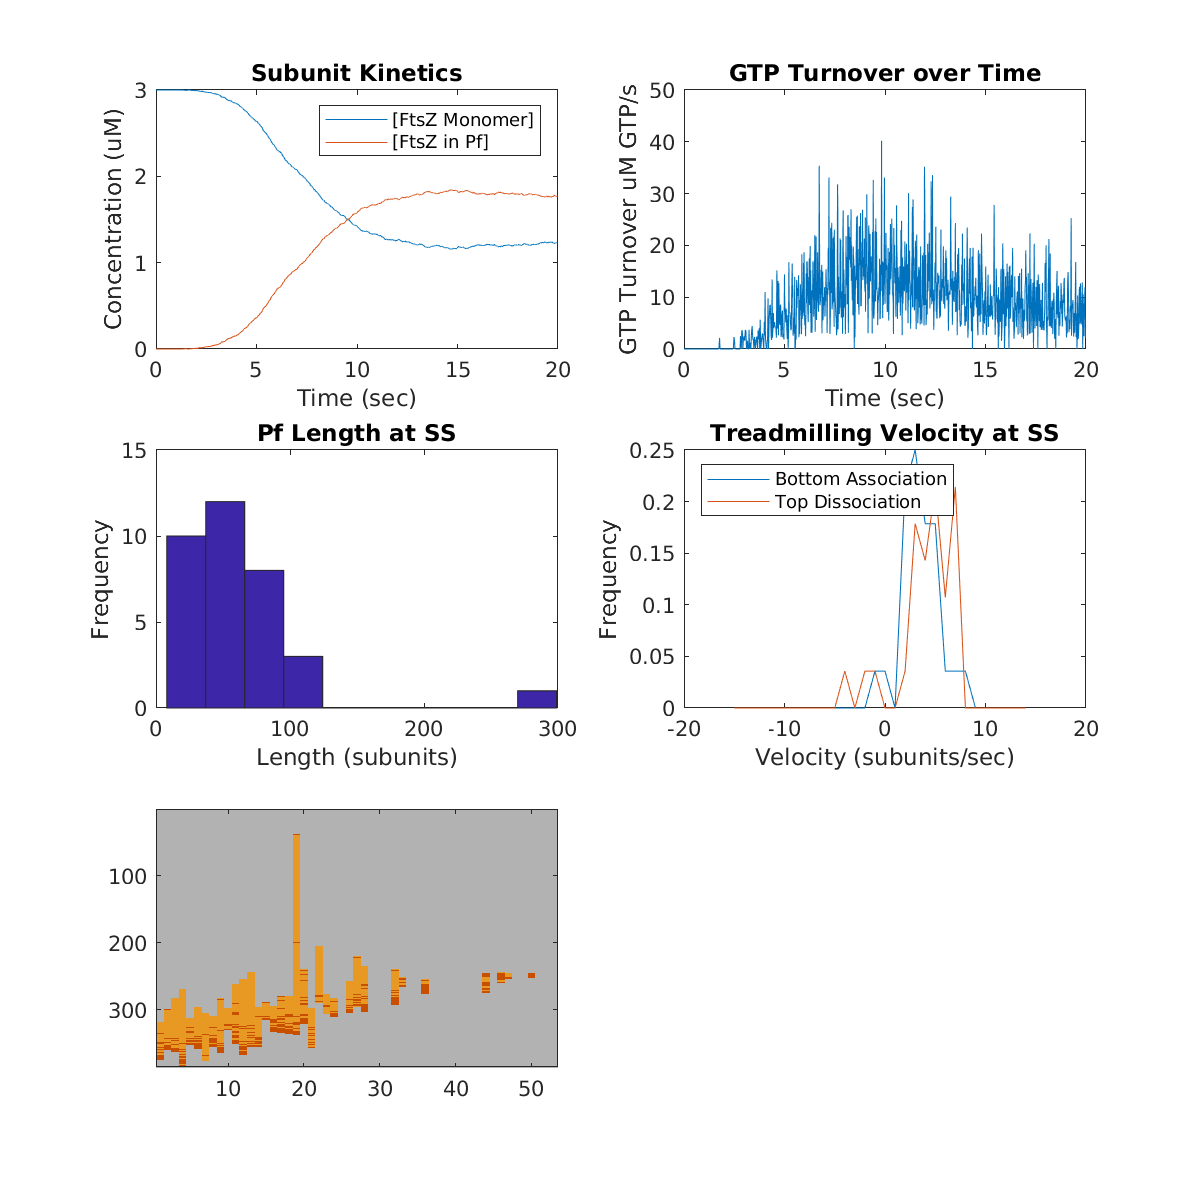 Subunit Kinetics
3
2
1
0
Concentration (uM)
[FtsZ Monomer]
[FtsZ in Pf]
0 5 10 15 20
Time (sec)
GTP Turnover over Time
50
40
30
20
10
0
GTP Turnover uM GTP/s
0 5 10 15 20
Time (sec)
Pf Length at SS
15
10
5
0
Frequency
0 100 200 300
Length (subunits)
Treadmilling Velocity at SS
0.25
0.2
0.15
0.1
0.05
0
Frequency
Bottom Association
Top Dissociation
-20 -10 0 10 20
Velocity (subunits/sec)
100
200
300
10 20 30 40 50